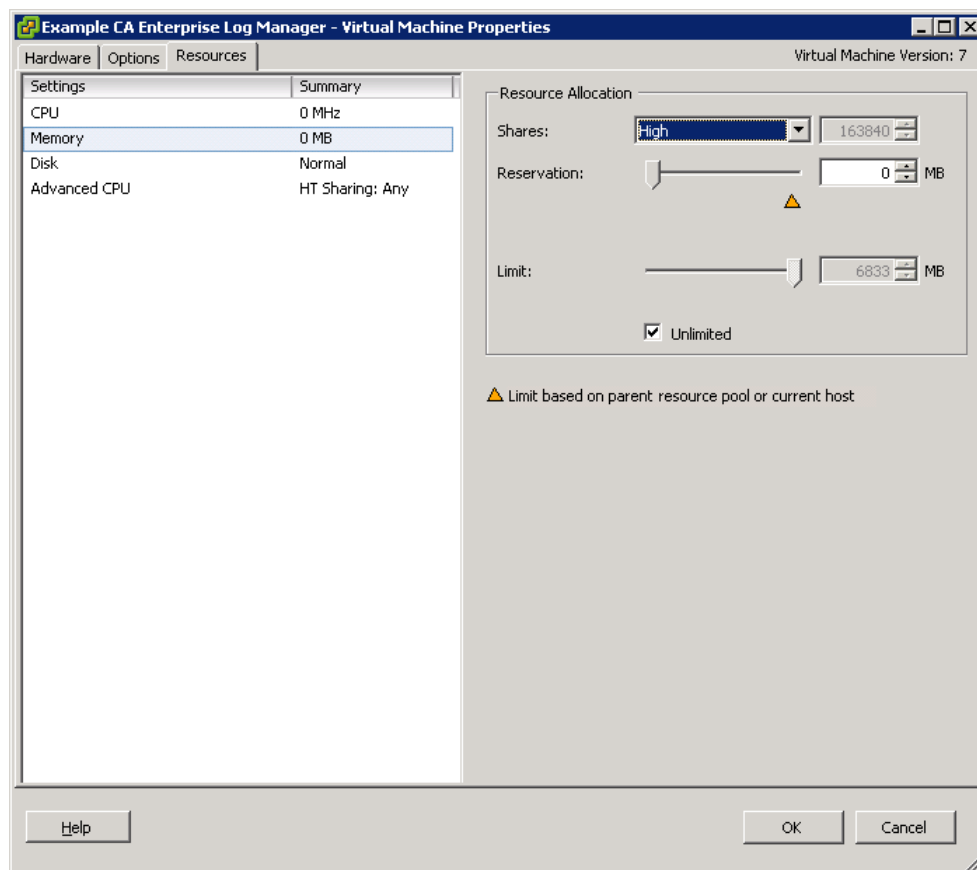 Example CA Enterprise Log Manager - Virtual Machine Properties
Hardware Options Resources Virtual Machine Version: 7
Settings Summary
CPU 0 MHz
Memory 0 MB
Disk Normal
Advanced CPU HT Sharing: Any
Resource Allocation
Shares: High 163840
Reservation: 0 MB
Limit: 6833 MB
Unlimited
Limit based on parent resource pool or current host
Help OK Cancel